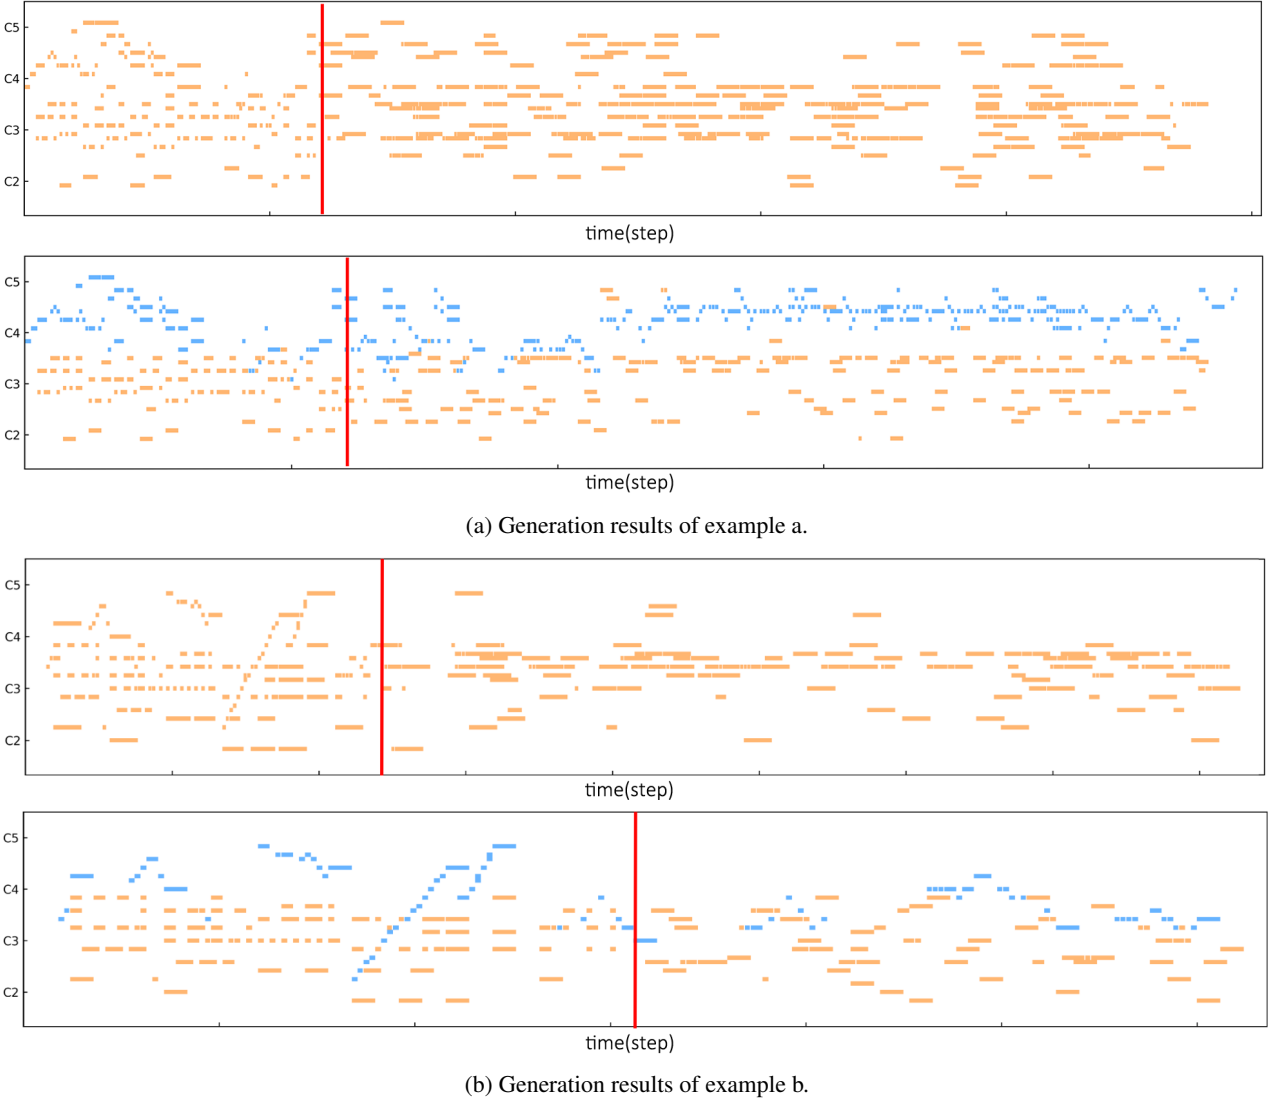 C5
C4
C3
C2
time(step)
C5
C4
C3
C2
time(step)
(a) Generation results of example a.
C5
C4
C3
C2
time(step)
C5
C4
C3
C2
time(step)
(b) Generation results of example b.